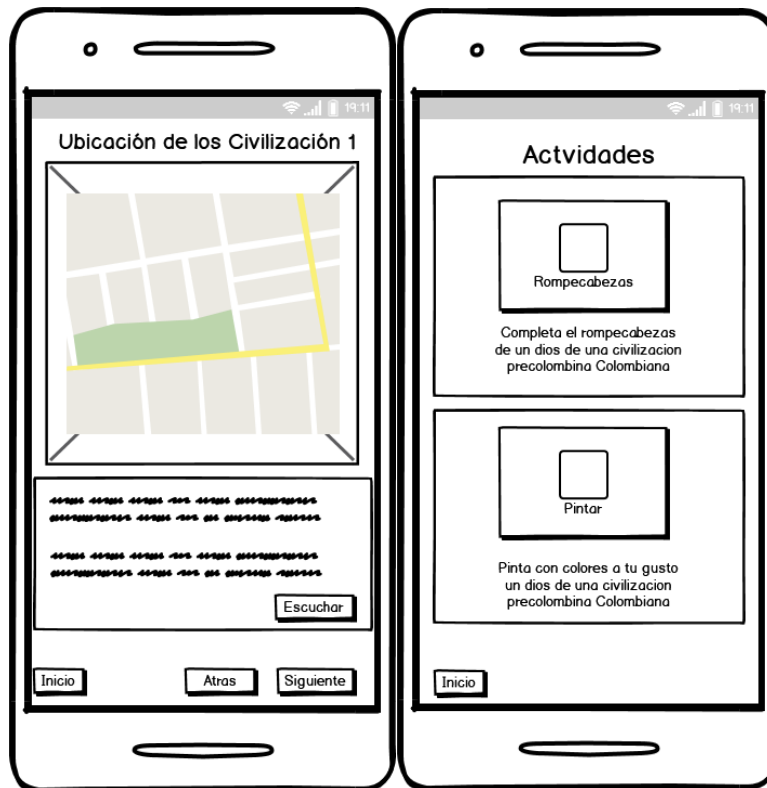 19:11
Ubicación de los Civilización 1
Escuchar
Inicio
Atras
Siguiente
19:11
Actvidades
Rompecabezas
Completa el rompecabezas
de un dios de una civilizacion
precolombina Colombiana
Pintar
Pinta con colores a tu gusto
un dios de una civilizacion
precolombina Colombiana
Inicio